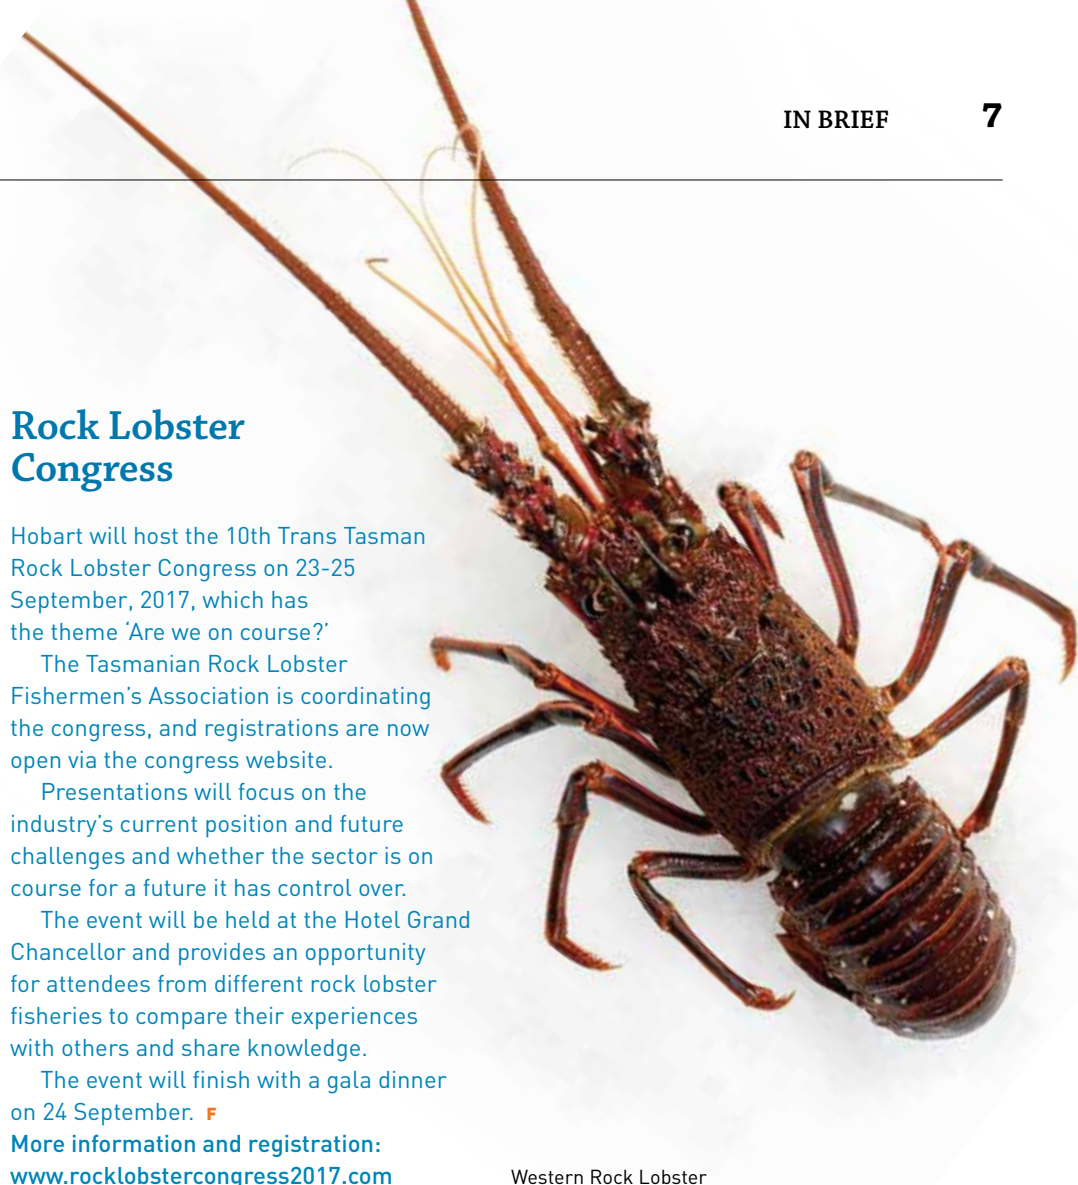 IN BRIEF 7
Rock Lobster
Congress
Hobart will host the 10th Trans Tasman
Rock Lobster Congress on 23-25
September, 2017, which has
the theme ‘Are we on course?’
The Tasmanian Rock Lobster
Fishermen’s Association is coordinating
the congress, and registrations are now
open via the congress website.
Presentations will focus on the
industry’s current position and future
challenges and whether the sector is on
course for a future it has control over.
The event will be held at the Hotel Grand
Chancellor and provides an opportunity
for attendees from different rock lobster
fisheries to compare their experiences
with others and share knowledge.
The event will finish with a gala dinner
on 24 September. F
More information and registration:
www.rocklobstercongress2017.com
Western Rock Lobster